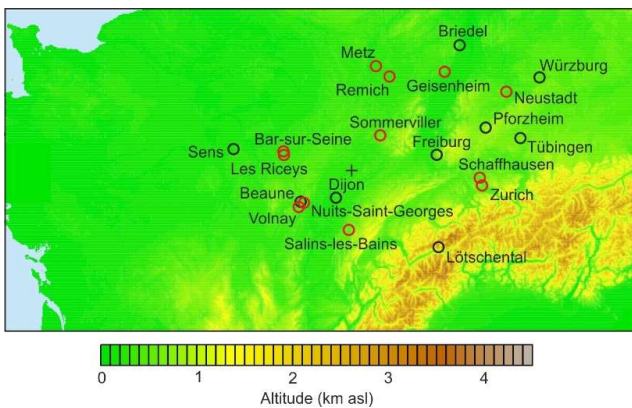 Briedel
Metz
Würzburg
Remich
Geisenheim
Neustadt
Sommerviller
Pforzheim
Bar-sur-Seine
Sens
Freiburg
Tübingen
Les Riceys
Schaffhausen
Beaune
Dijon
Zurich
Nuits-Saint-Georges
Volnay
Salins-les-Bains
Lötschental
0 1 2 3 4
Altitude (km asl)